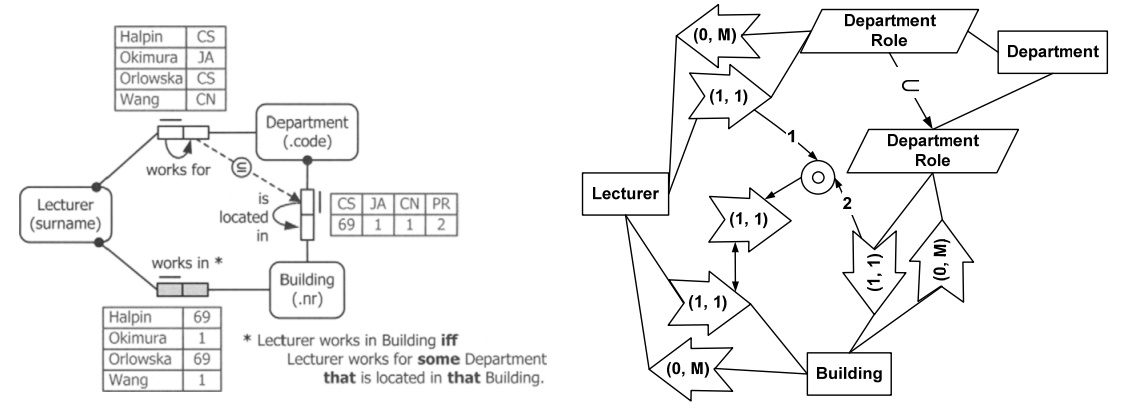 Halpin CS
Okimura JA
Orlowska CS
Wang CN
Department
(.code)
works for
⊆
Lecturer
(surname)
is
located
in
CS JA CN PR
69 1 1 2
works in *
Building
(.nr)
Halpin 69
Okimura 1
Orlowska 69
Wang 1
* Lecturer works in Building iff
Lecturer works for some Department
that is located in that Building.
(0, M)
Department
Role
Department
(1, 1)
⊂
1
Department
Role
Lecturer
2
(1, 1)
(1, 1)
(0, M)
(1, 1)
(0, M)
Building